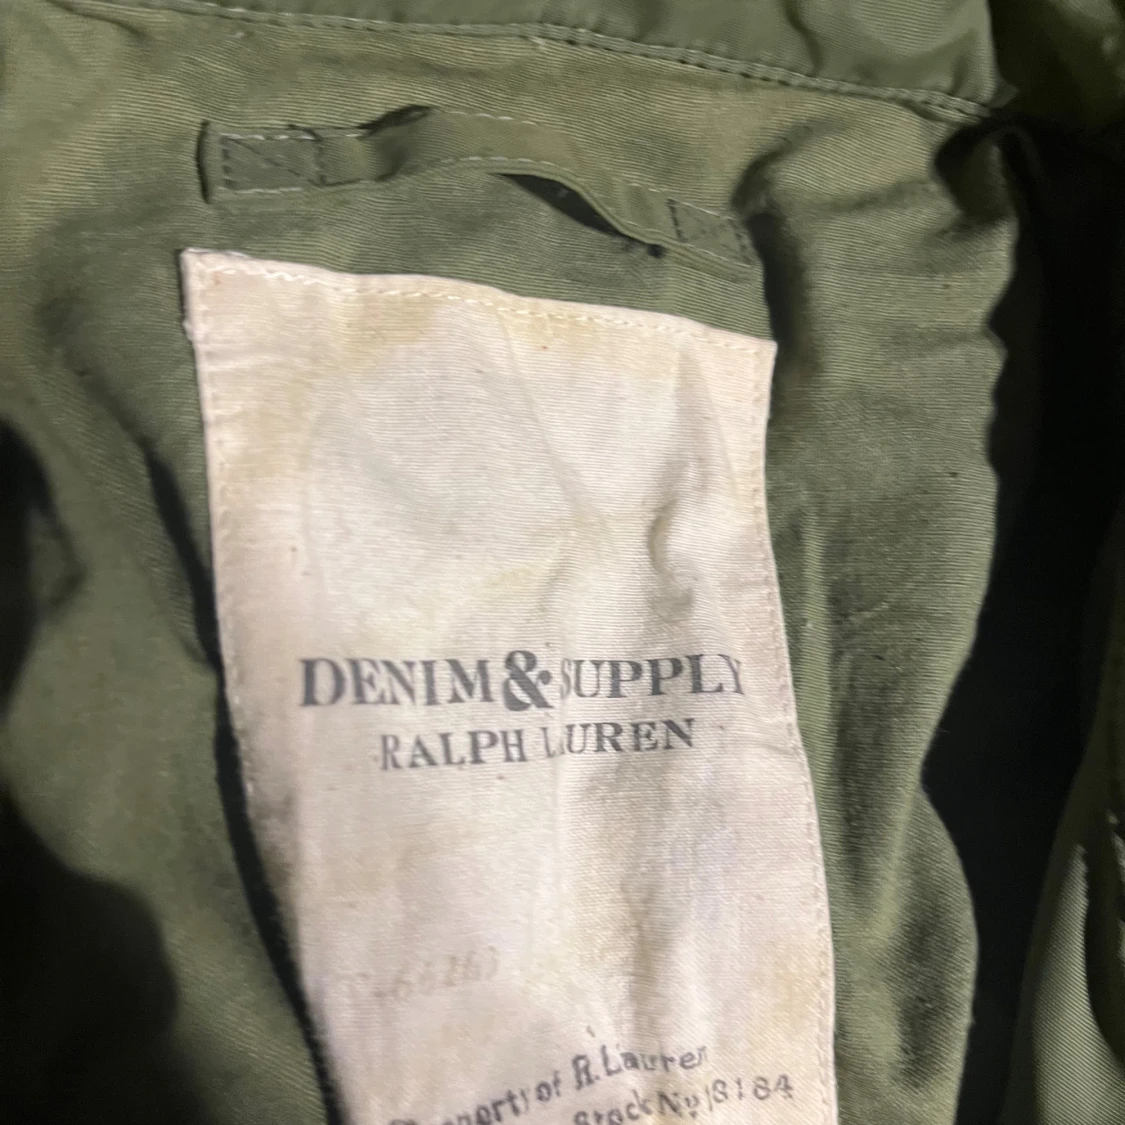 DENIM & SUPPLY
RALPH LAUREN
Property of R. Lauren
Stock No 18184